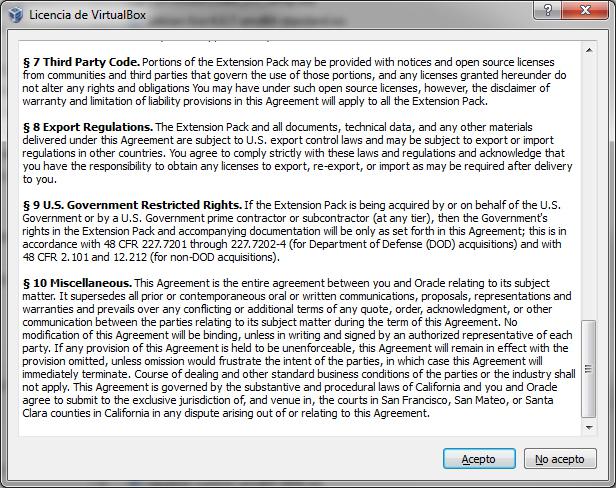 Licencia de VirtualBox
§ 7 Third Party Code. Portions of the Extension Pack may be provided with notices and open source licenses
from communities and third parties that govern the use of those portions, and any licenses granted hereunder do
not alter any rights and obligations You may have under such open source licenses, however, the disclaimer of
warranty and limitation of liability provisions in this Agreement will apply to all the Extension Pack.
§ 8 Export Regulations. The Extension Pack and all documents, technical data, and any other materials
delivered under this Agreement are subject to U.S. export control laws and may be subject to export or import
regulations in other countries. You agree to comply strictly with these laws and regulations and acknowledge that
you have the responsibility to obtain any licenses to export, re-export, or import as may be required after delivery
to you.
§ 9 U.S. Government Restricted Rights. If the Extension Pack is being acquired by or on behalf of the U.S.
Government or by a U.S. Government prime contractor or subcontractor (at any tier), then the Government's
rights in the Extension Pack and accompanying documentation will be only as set forth in this Agreement; this is in
accordance with 48 CFR 227.7201 through 227.7202-4 (for Department of Defense (DOD) acquisitions) and with
48 CFR 2.101 and 12.212 (for non-DOD acquisitions).
§ 10 Miscellaneous. This Agreement is the entire agreement between you and Oracle relating to its subject
matter. It supersedes all prior or contemporaneous oral or written communications, proposals, representations and
warranties and prevails over any conflicting or additional terms of any quote, order, acknowledgment, or other
communication between the parties relating to its subject matter during the term of this Agreement. No
modification of this Agreement will be binding, unless in writing and signed by an authorized representative of each
party. If any provision of this Agreement is held to be unenforceable, this Agreement will remain in effect with the
provision omitted, unless omission would frustrate the intent of the parties, in which case this Agreement will
immediately terminate. Course of dealing and other standard business conditions of the parties or the industry shall
not apply. This Agreement is governed by the substantive and procedural laws of California and you and Oracle
agree to submit to the exclusive jurisdiction of, and venue in, the courts in San Francisco, San Mateo, or Santa
Clara counties in California in any dispute arising out of or relating to this Agreement.
Acepto
No acepto